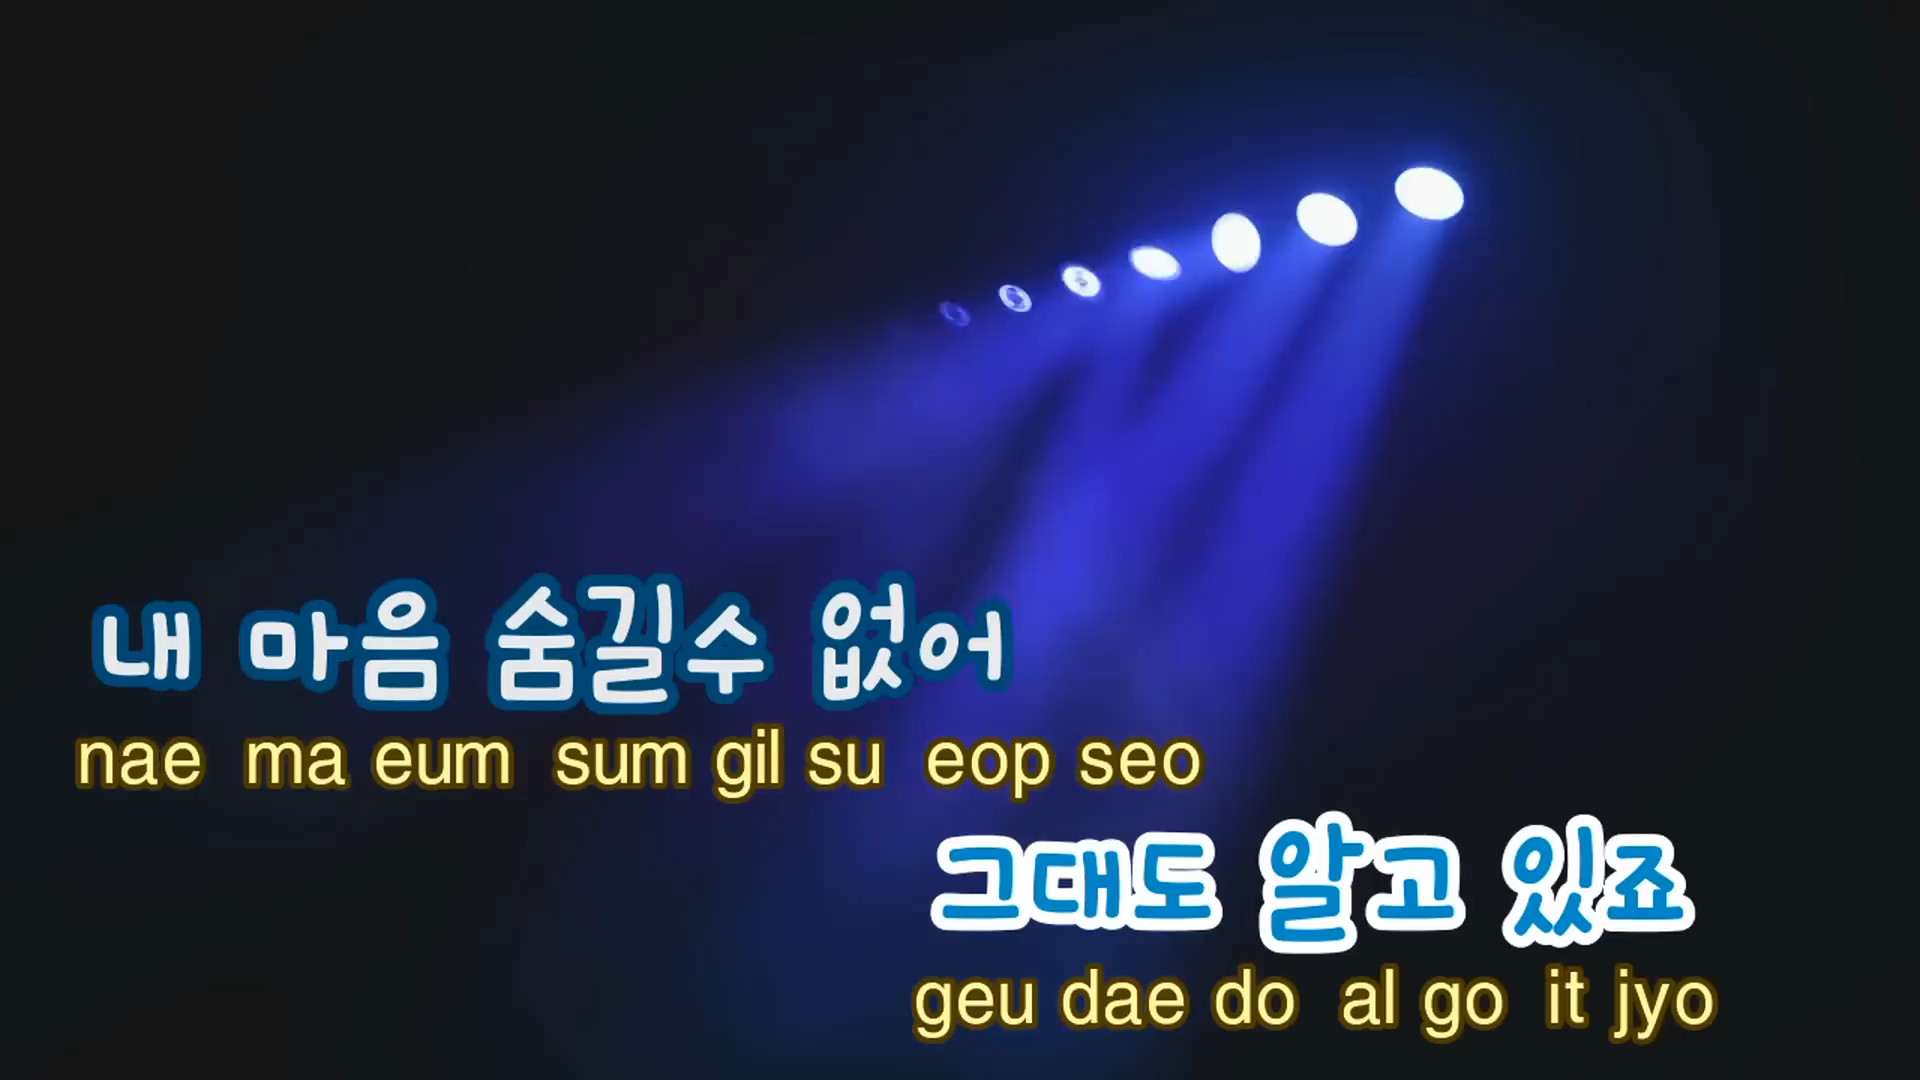 내 마음 숨길수 없어
nae ma eum sum gil su eop seo
그대도 알고 있죠
geu dae do al go it jyo